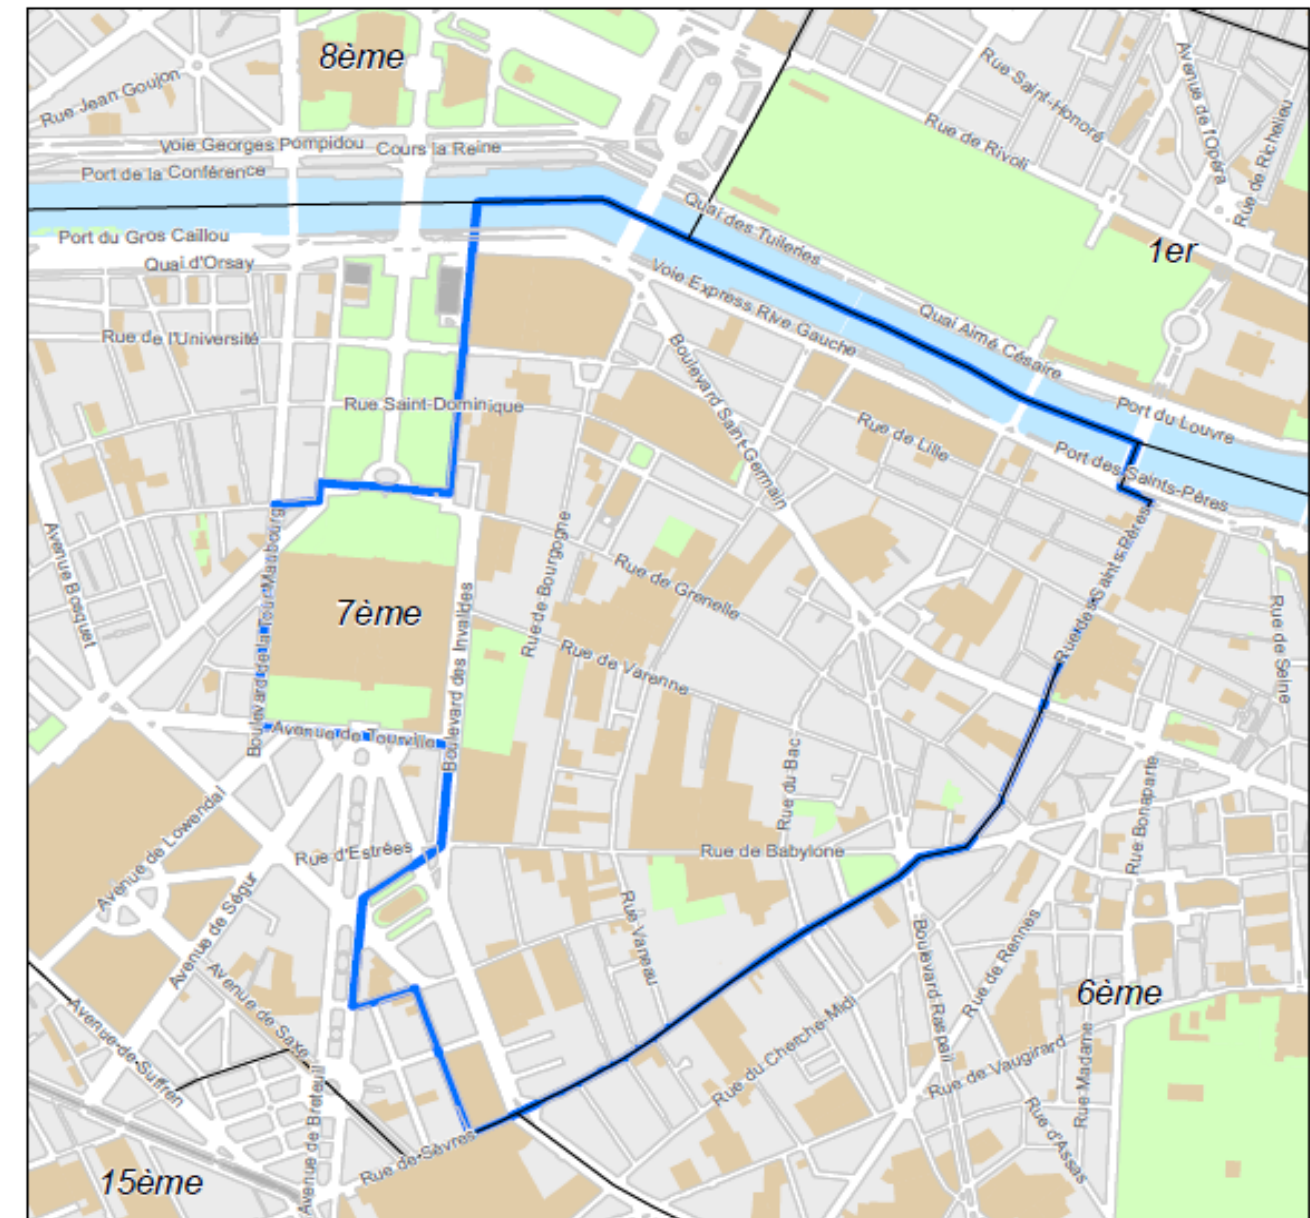 8ème
Rue Jean Goujon
Voie Georges Pompidou
Cours la Reine
Port de la Conférence
Port du Gros Caillou
Quai d'Orsay
Rue de l'Université
Rue Saint-Dominique
Rue Saint-Honoré
Avenue de l'Opéra
Rue de Richelieu
Rue de Rivoli
Quai des Tuileries
1er
Voie Express Rive Gauche
Quai Aimé Césaire
Port du Louvre
Boulevard Saint-Germain
Rue de Lille
Port des Saints-Pères
Avenue Bosquet
Boulevard de la Tour Maubourg
7ème
Boulevard des Invalides
Rue de Bourgogne
Rue de Grenelle
Rue de Varenne
Rue des Saints-Pères
Rue de Seine
Avenue de Tourville
Rue du Bac
Rue Bonaparte
Avenue de Lowendal
Rue d'Estrées
Rue de Babylone
Avenue de Ségur
Rue Vaneau
Boulevard Raspail
Rue de Rennes
6ème
Avenue de Saxe
Avenue de Suffren
Rue du Cherche-Midi
Rue de Vaugirard
Rue Madame
Rue d'Assas
Avenue de Breteuil
Rue de Sèvres
15ème